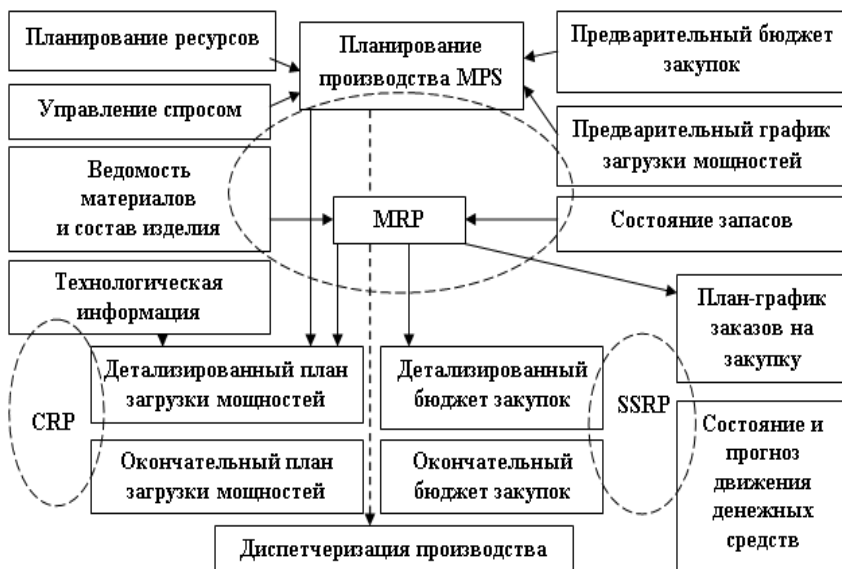 Планирование ресурсов
Планирование
производства MPS
Предварительный бюджет
закупок
Управление спросом
Предварительный график
загрузки мощностей
Ведомость
материалов
и состав изделия
MRP
Состояние запасов
Технологическая
информация
План-график
заказов на
закупку
Детализированный план
загрузки мощностей
Детализированный
бюджет закупок
CRP
SSRP
Состояние и
прогноз
движения
денежных
средств
Окончательный план
загрузки мощностей
Окончательный
бюджет закупок
Диспетчеризация производства